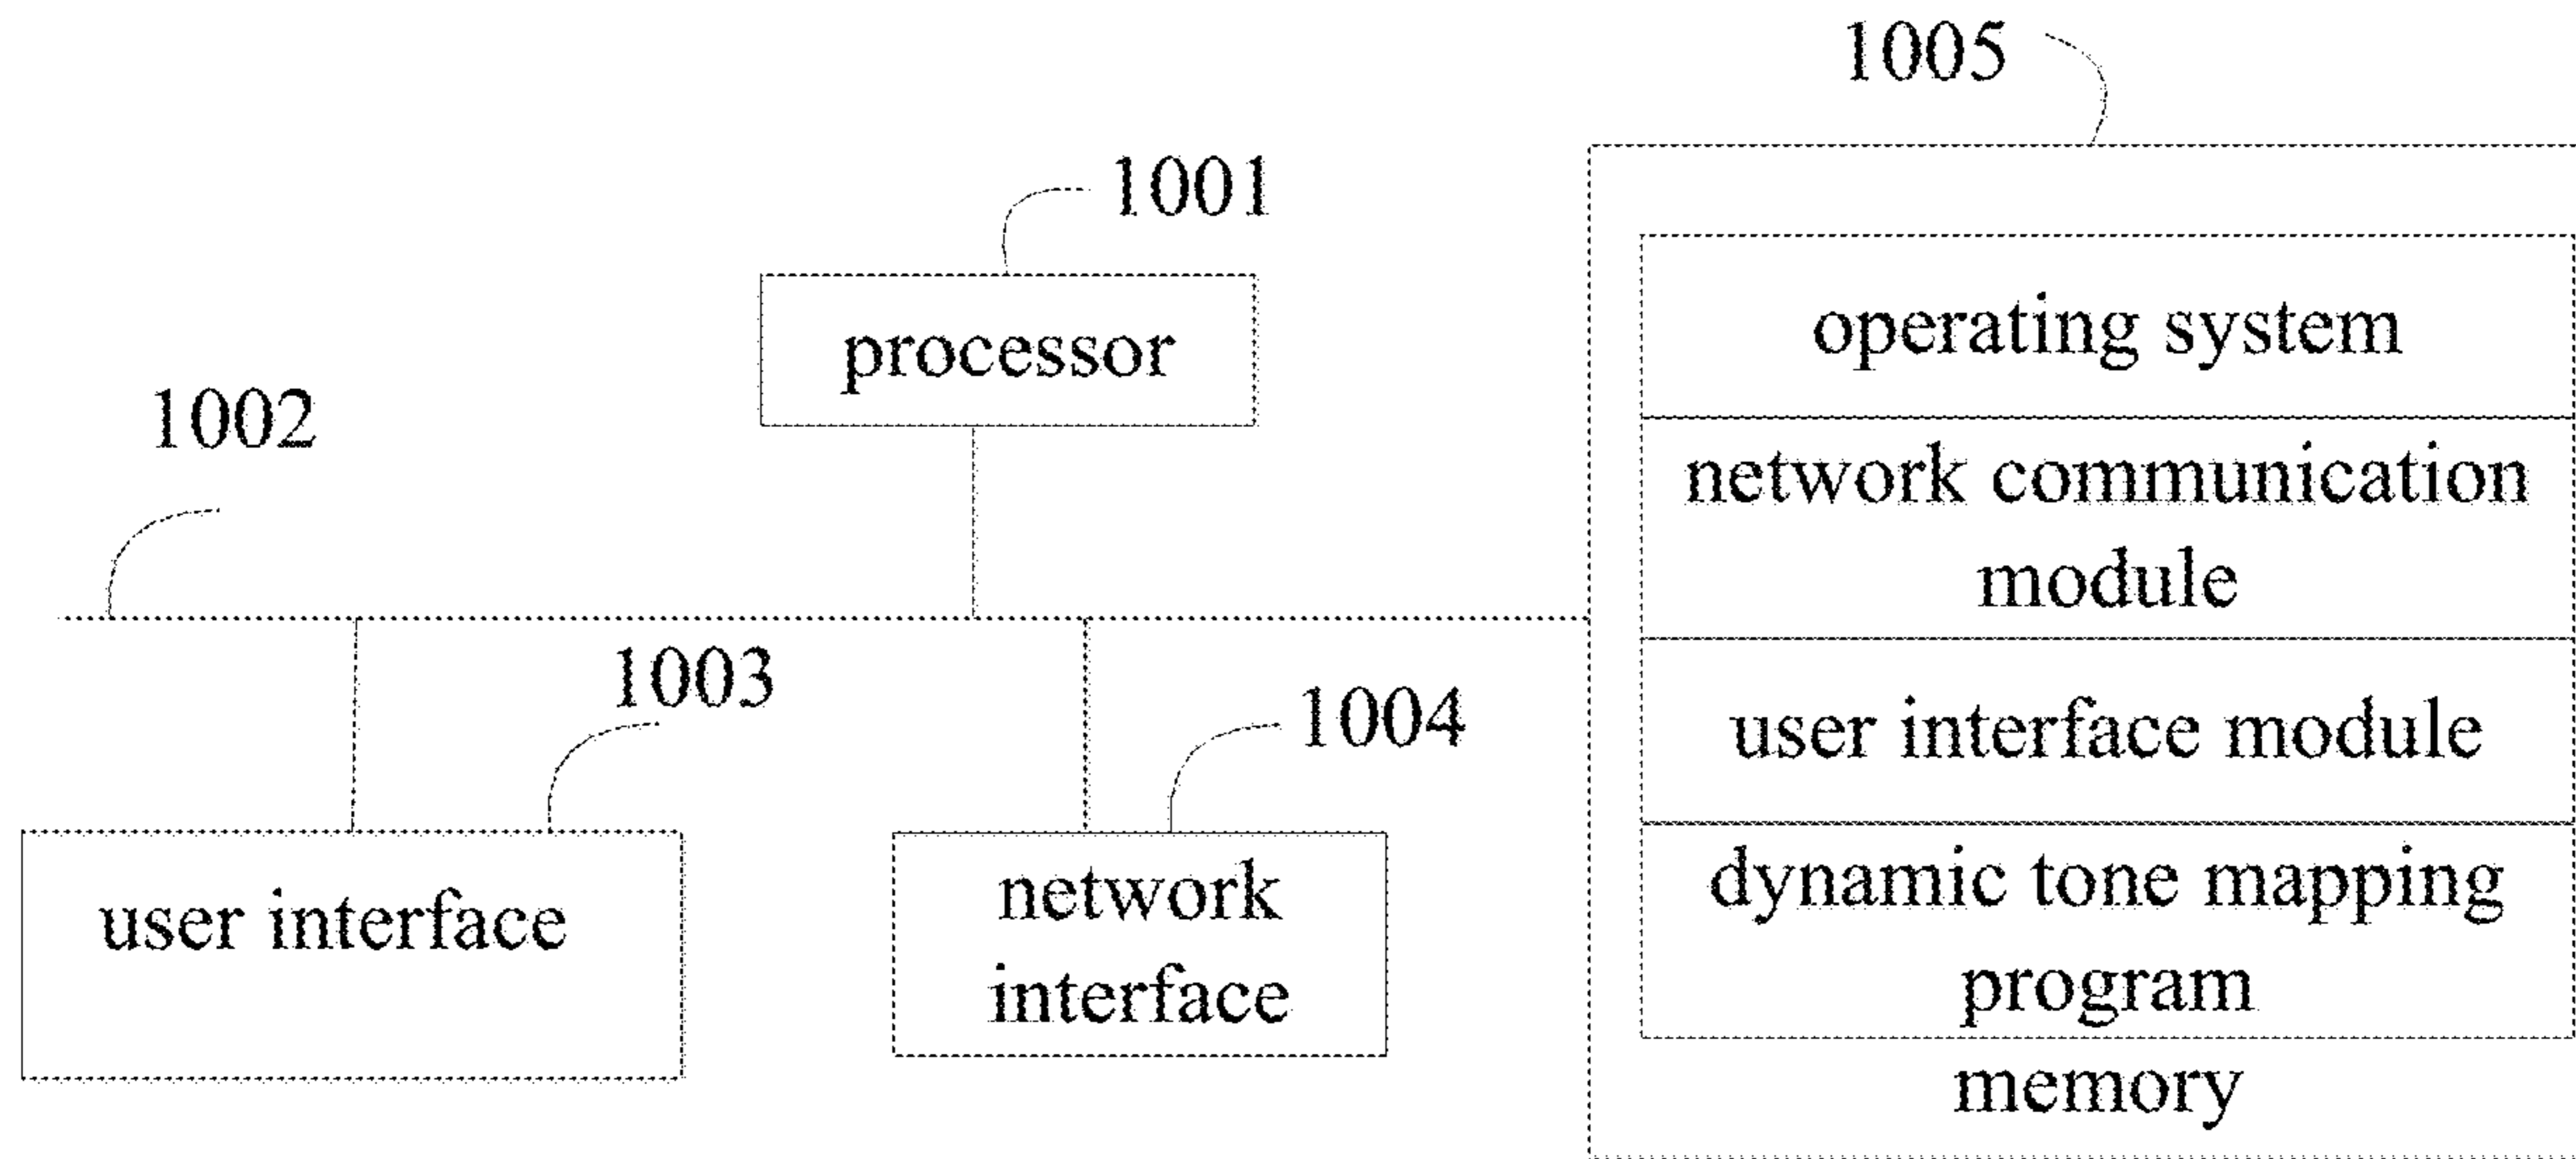 1005
1001
processor
1002
operating system
network communication
module
1003
1004
user interface module
user interface
network
interface
dynamic tone mapping
program
memory